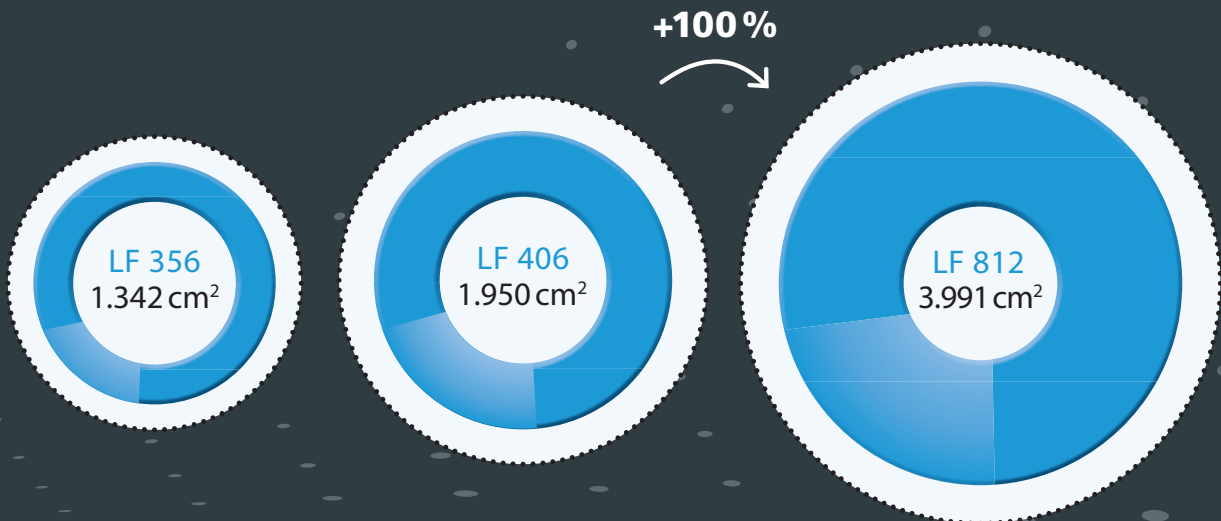 +100 %
LF 356
1.342 cm²
LF 406
1.950 cm²
LF 812
3.991 cm²